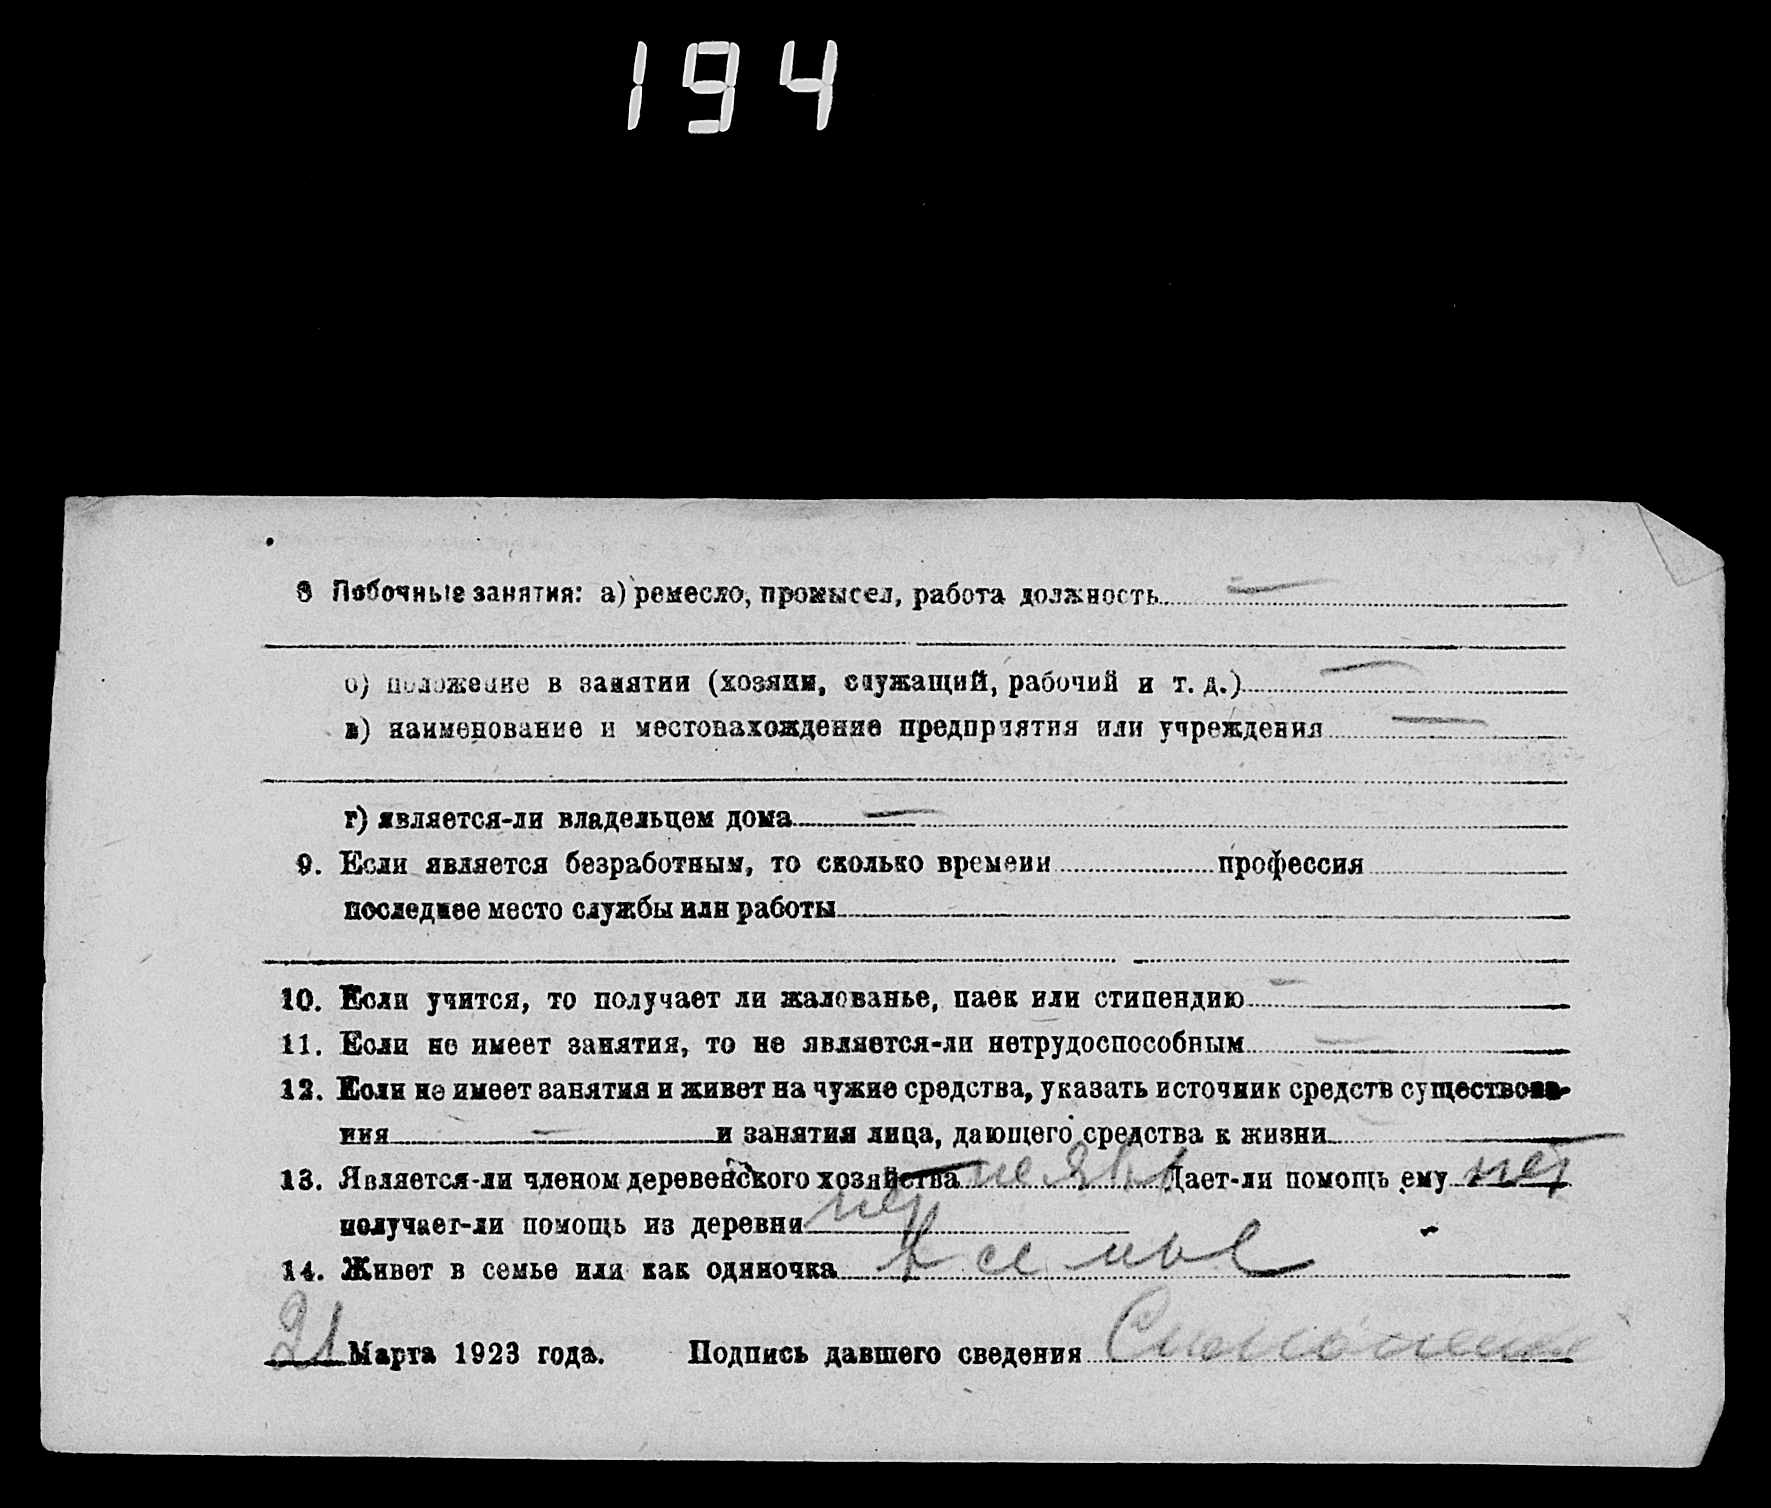 194
8 Побочные занятия: а) ремесло, промысел, работа должность —
б) положение в занятии (хозяин, служащий, рабочий и т. д.) —
в) наименование и местонахождение предприятия или учреждения —
г) является-ли владельцем дома —
9. Если является безработным, то сколько времени профессия
последнее место службы или работы
10. Если учится, то получает ли жалованье, паек или стипендию —
11. Если не имеет занятия, то не является-ли нетрудоспособным —
12. Если не имеет занятия и живет на чужие средства, указать источник средств существова-
ния — и занятия лица, дающего средства к жизни —
13. Является-ли членом деревенского хозяйства Дает-ли помощь ему нет
получает-ли помощь из деревни нет
14. Живет в семье или как одиночка в семье
21 Марта 1923 года. Подпись давшего сведения